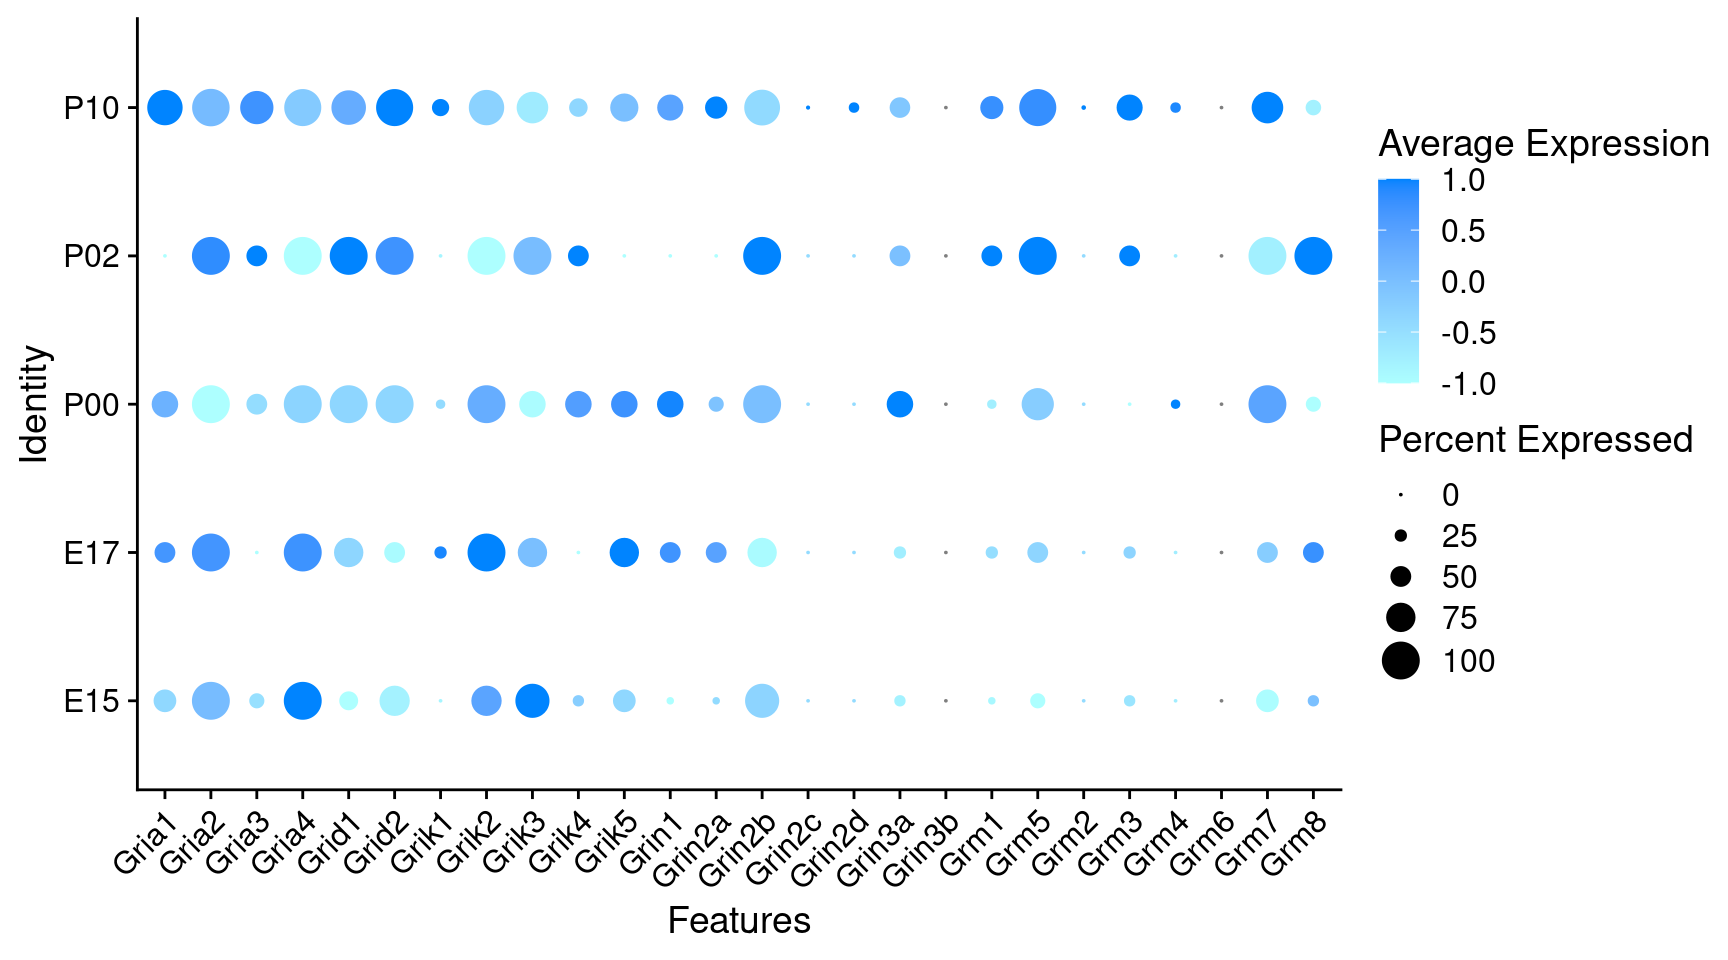 P10
P02
P00
E17
E15
Identity
Gria1
Gria2
Gria3
Gria4
Grid1
Grid2
Grik1
Grik2
Grik3
Grik4
Grik5
Grin1
Grin2a
Grin2b
Grin2c
Grin2d
Grin3a
Grin3b
Grm1
Grm5
Grm2
Grm3
Grm4
Grm6
Grm7
Grm8
Features
Average Expression
1.0
0.5
0.0
-0.5
-1.0
Percent Expressed
0
25
50
75
100